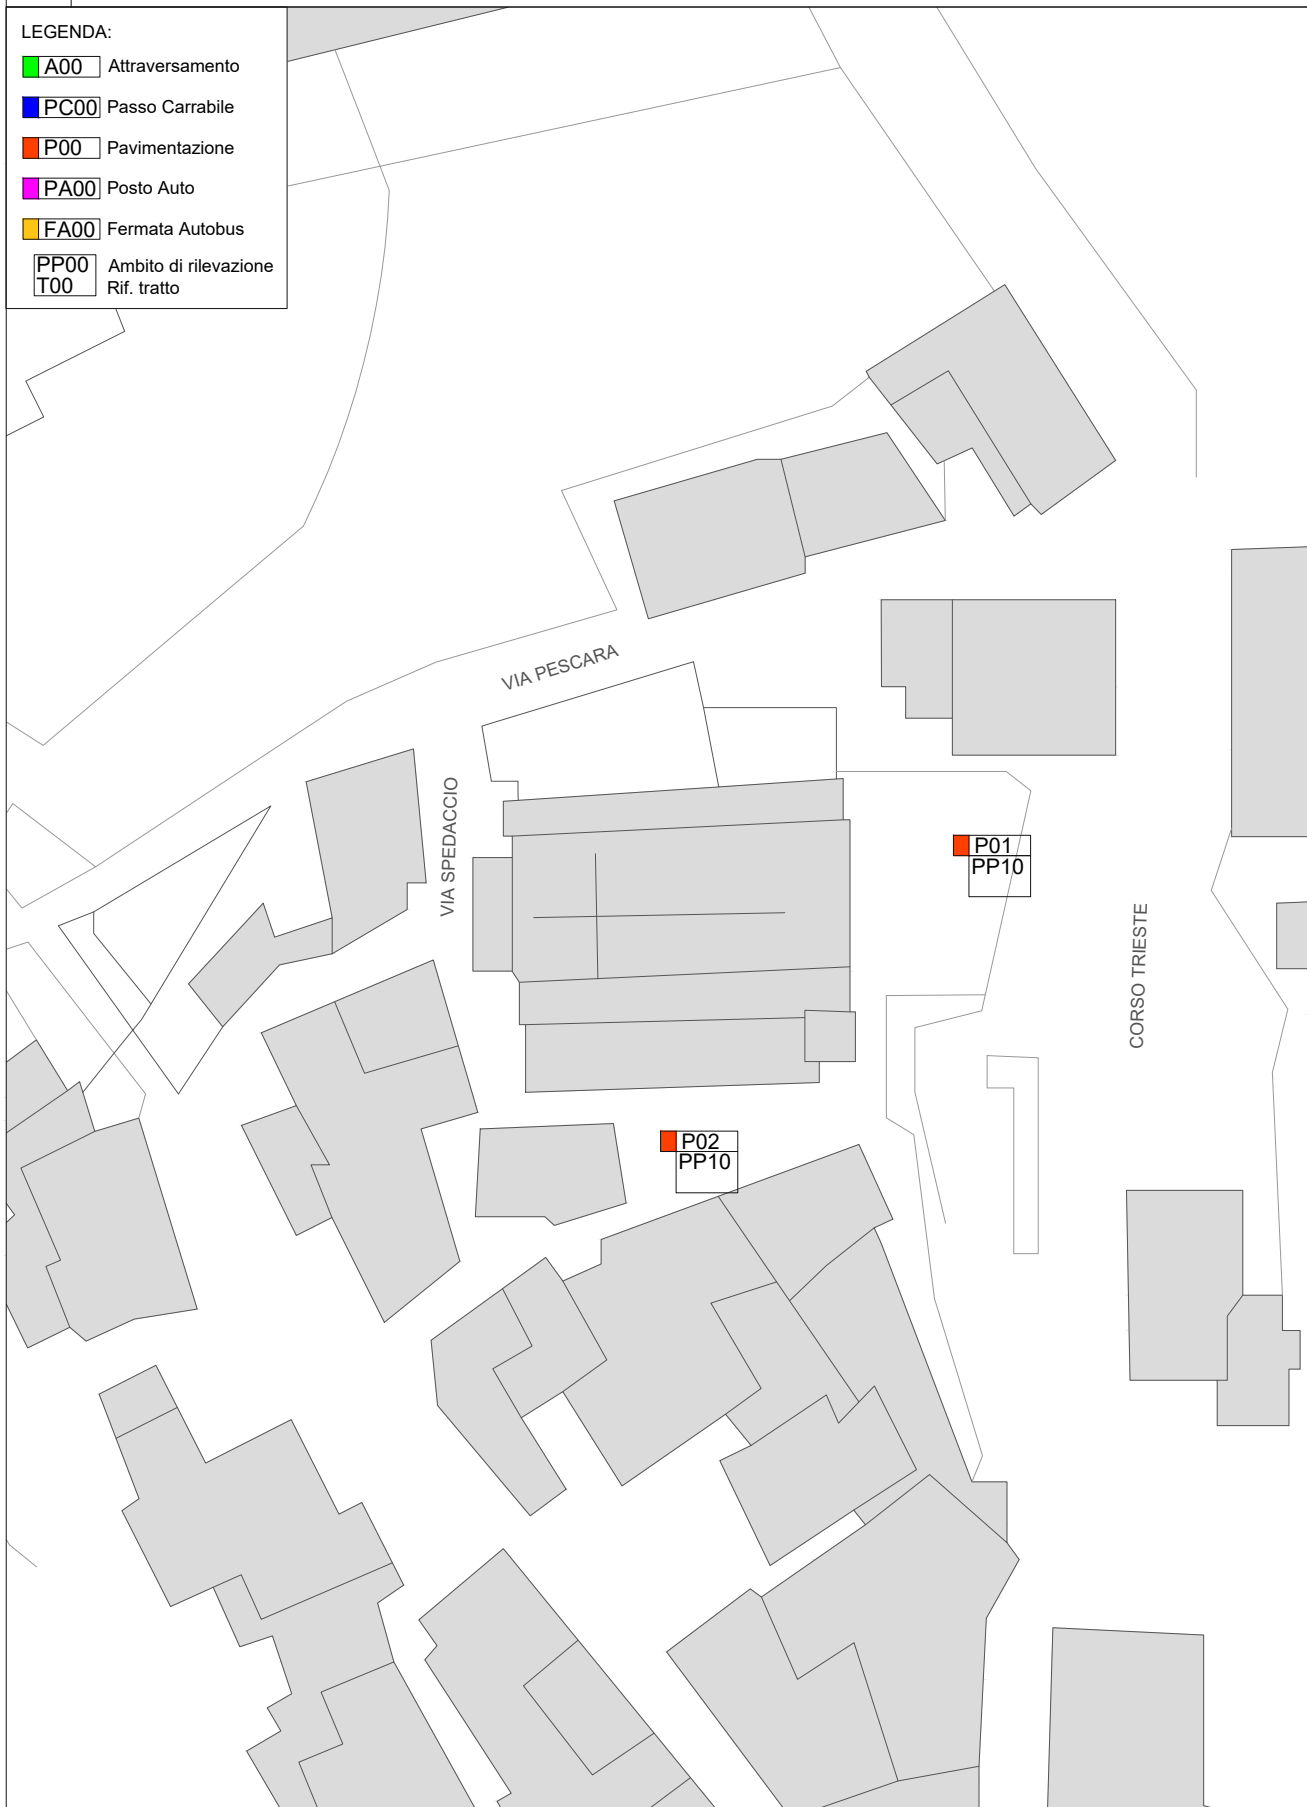 LEGENDA:
A00 Attraversamento
PC00 Passo Carrabile
P00 Pavimentazione
PA00 Posto Auto
FA00 Fermata Autobus
PP00 Ambito di rilevazione
T00 Rif. tratto
VIA PESCARA
VIA SPEDACCIO
P01
PP10
CORSO TRIESTE
P02
PP10